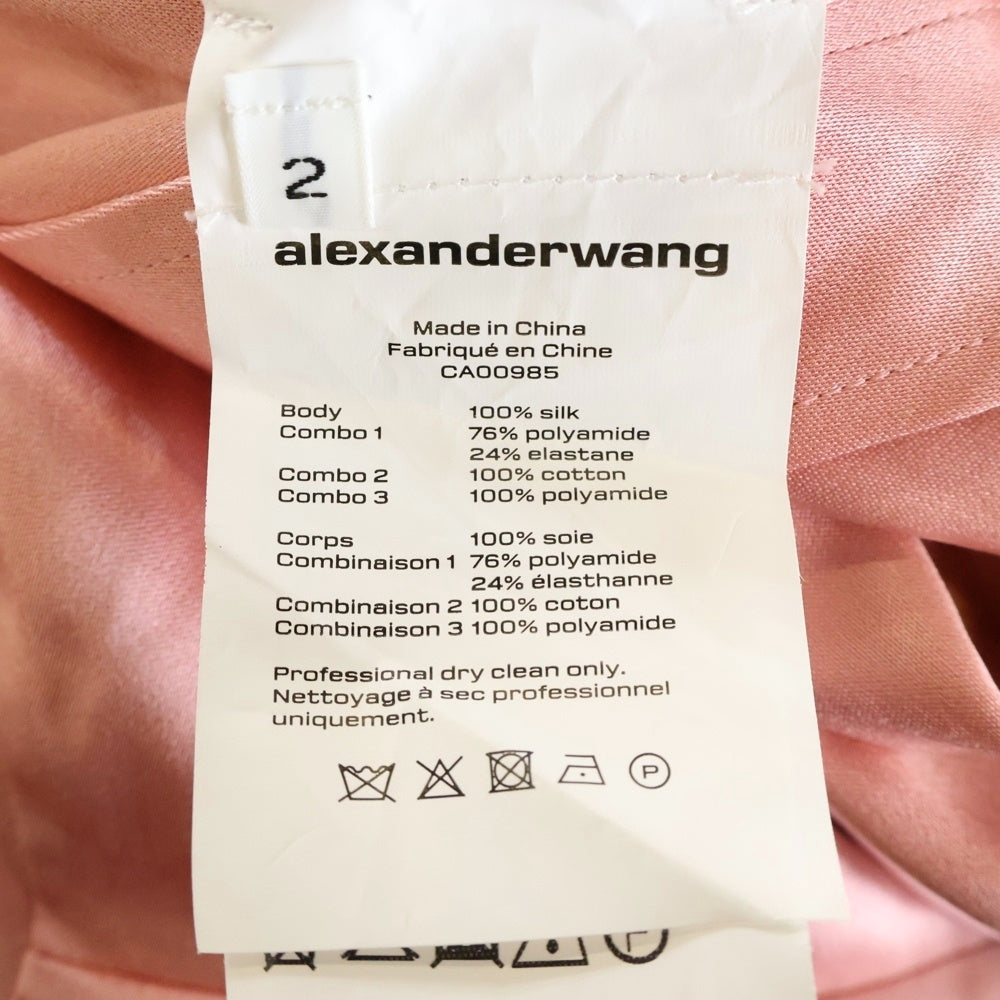 2
alexanderwang
Made in China
Fabriqué en Chine
CA00985
Body 100% silk
Combo 1 76% polyamide
24% elastane
Combo 2 100% cotton
Combo 3 100% polyamide
Corps 100% soie
Combinaison 1 76% polyamide
24% élasthanne
Combinaison 2 100% coton
Combinaison 3 100% polyamide
Professional dry clean only.
Nettoyage à sec professionnel
uniquement.
P
P